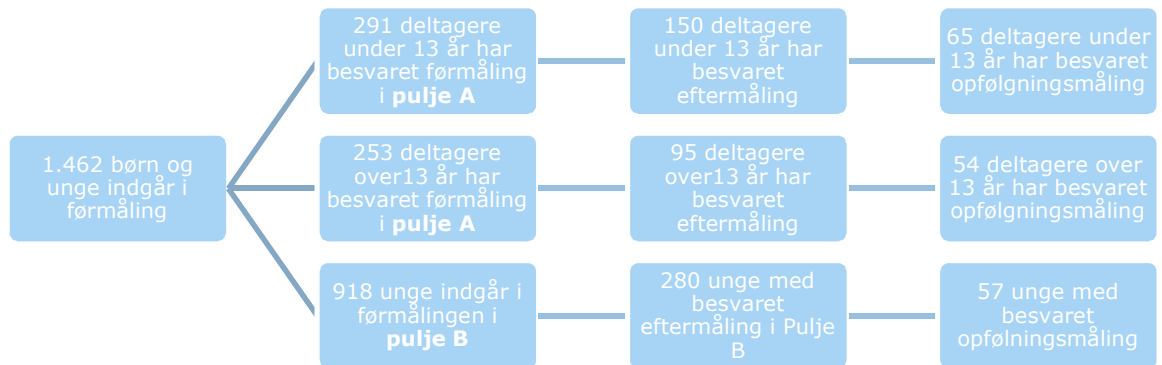 1.462 børn og
unge indgår i
førmåling
291 deltagere
under 13 år har
besvaret førmåling
i pulje A
150 deltagere
under 13 år har
besvaret
eftermåling
65 deltagere under
13 år har besvaret
opfølgningsmåling
253 deltagere
over13 år har
besvaret førmåling
i pulje A
95 deltagere
over13 år har
besvaret
eftermåling
54 deltagere over
13 år har besvaret
opfølgningsmåling
918 unge indgår i
førmålingen i
pulje B
280 unge med
besvaret
eftermåling i Pulje
B
57 unge med
besvaret
opfølningsmåling